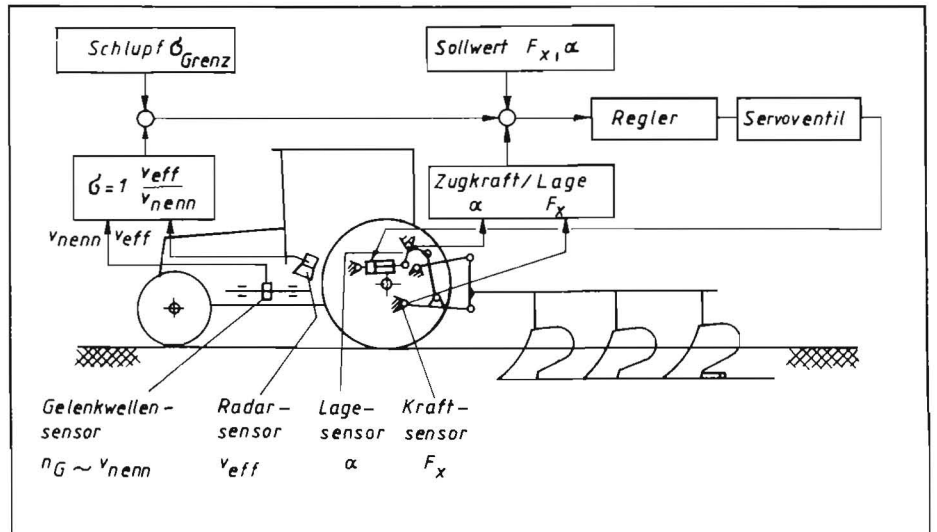 Schlupf σGrenz
Sollwert Fx, α
Regler
Servoventil
σ = 1 veff
vnenn
Zugkraft/Lage
α Fx
vnenn veff
Gelenkwellen-
sensor
nG ~ vnenn
Radar-
sensor
veff
Lage-
sensor
α
Kraft-
sensor
Fx